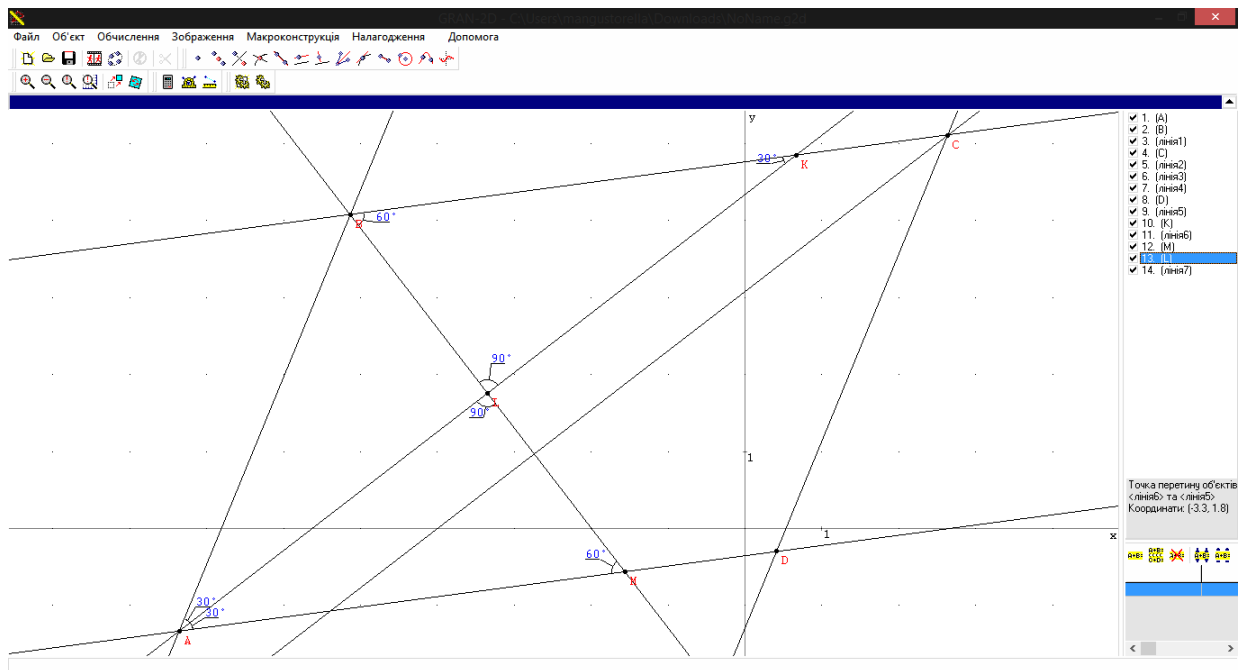 GRAN-2D - C:\Users\mangustorella\Downloads\NoName.g2d
Файл Об'єкт Обчислення Зображення Макроконструкція Налагодження Допомога
y
30°
K
C
B
60°
90°
L
90°
1
1
x
60°
M
D
30°
30°
A
1. (A)
2. (B)
3. (лінія1)
4. (C)
5. (лінія2)
6. (лінія3)
7. (лінія4)
8. (D)
9. (лінія5)
10. (K)
11. (лінія6)
12. (M)
13. (L)
14. (лінія7)
Точка перетину об'єктів
<лінія6> та <лінія5>
Координати: (-3.3, 1.8)